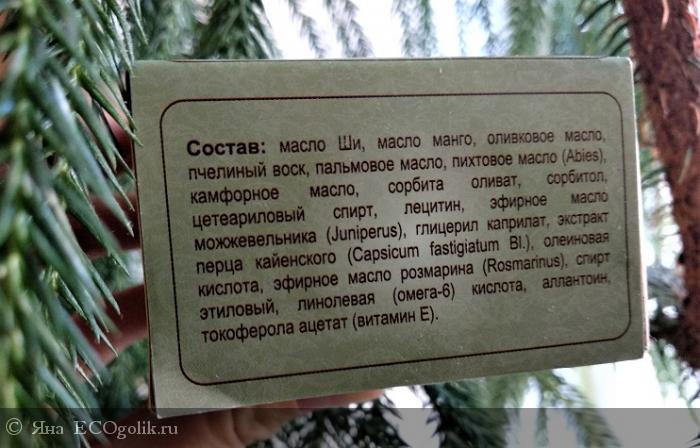 Состав: масло Ши, масло манго, оливковое масло,
пчелиный воск, пальмовое масло, пихтовое масло (Abies),
камфорное масло, сорбита оливат, сорбитол,
цетеариловый спирт, лецитин, эфирное масло
можжевельника (Juniperus), глицерил каприлат, экстракт
перца кайенского (Capsicum fastigiatum Bl.), олеиновая
кислота, эфирное масло розмарина (Rosmarinus), спирт
этиловый, линолевая (омега-6) кислота, аллантоин,
токоферола ацетат (витамин Е).
© Яна ECOgolik.ru